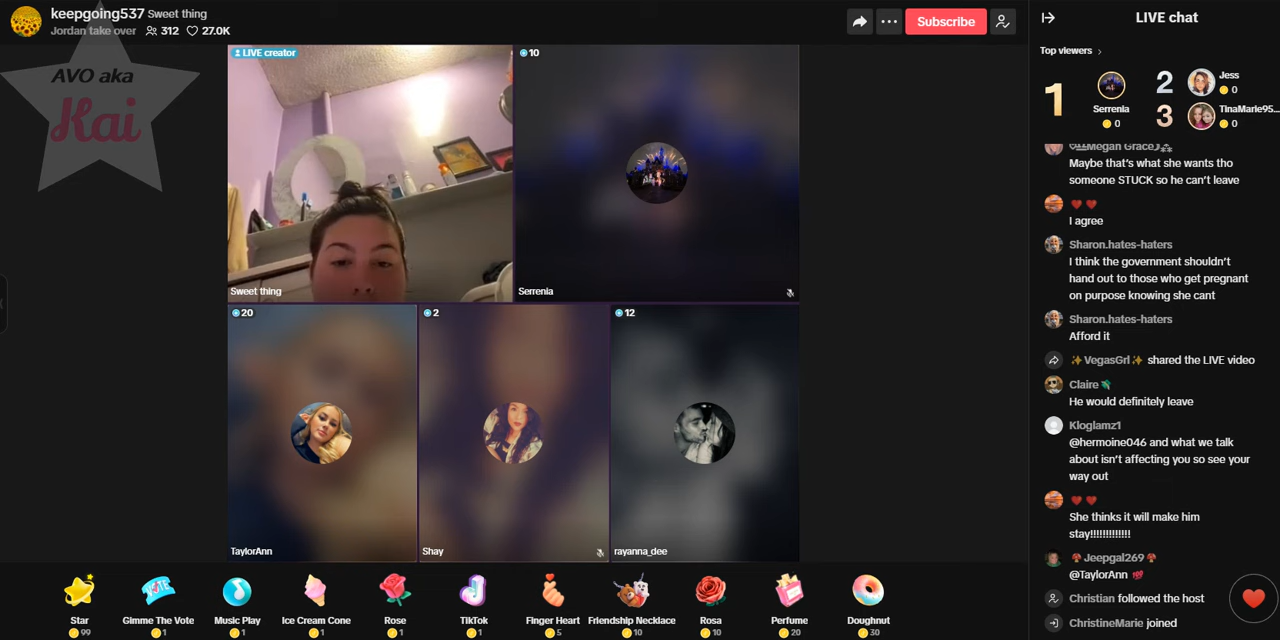 keepgoing537 Sweet thing
Jordan take over 312 27.0K
Subscribe
AVO aka
Kai
LIVE creator
Sweet thing
10
Serrenia
20
TaylorAnn
2
Shay
12
rayanna_dee
Star
99
Gimme The Vote
1
Music Play
1
Ice Cream Cone
1
Rose
1
TikTok
1
Finger Heart
5
Friendship Necklace
10
Rosa
10
Perfume
20
Doughnut
30
LIVE chat
Top viewers
1
Serrenia
0
2
Jess
0
3
TinaMarie95...
0
Megan Grace
Maybe that's what she wants tho
someone STUCK so he can't leave
I agree
Sharon.hates-haters
I think the government shouldn't
hand out to those who get pregnant
on purpose knowing she cant
Sharon.hates-haters
Afford it
VegasGrl shared the LIVE video
Claire
He would definitely leave
Kloglamz1
@hermoine046 and what we talk
about isn't affecting you so see your
way out
She thinks it will make him
stay!!!!!!!!!!!!!
Jeepgal269
@TaylorAnn 💯
Christian followed the host
ChristineMarie joined